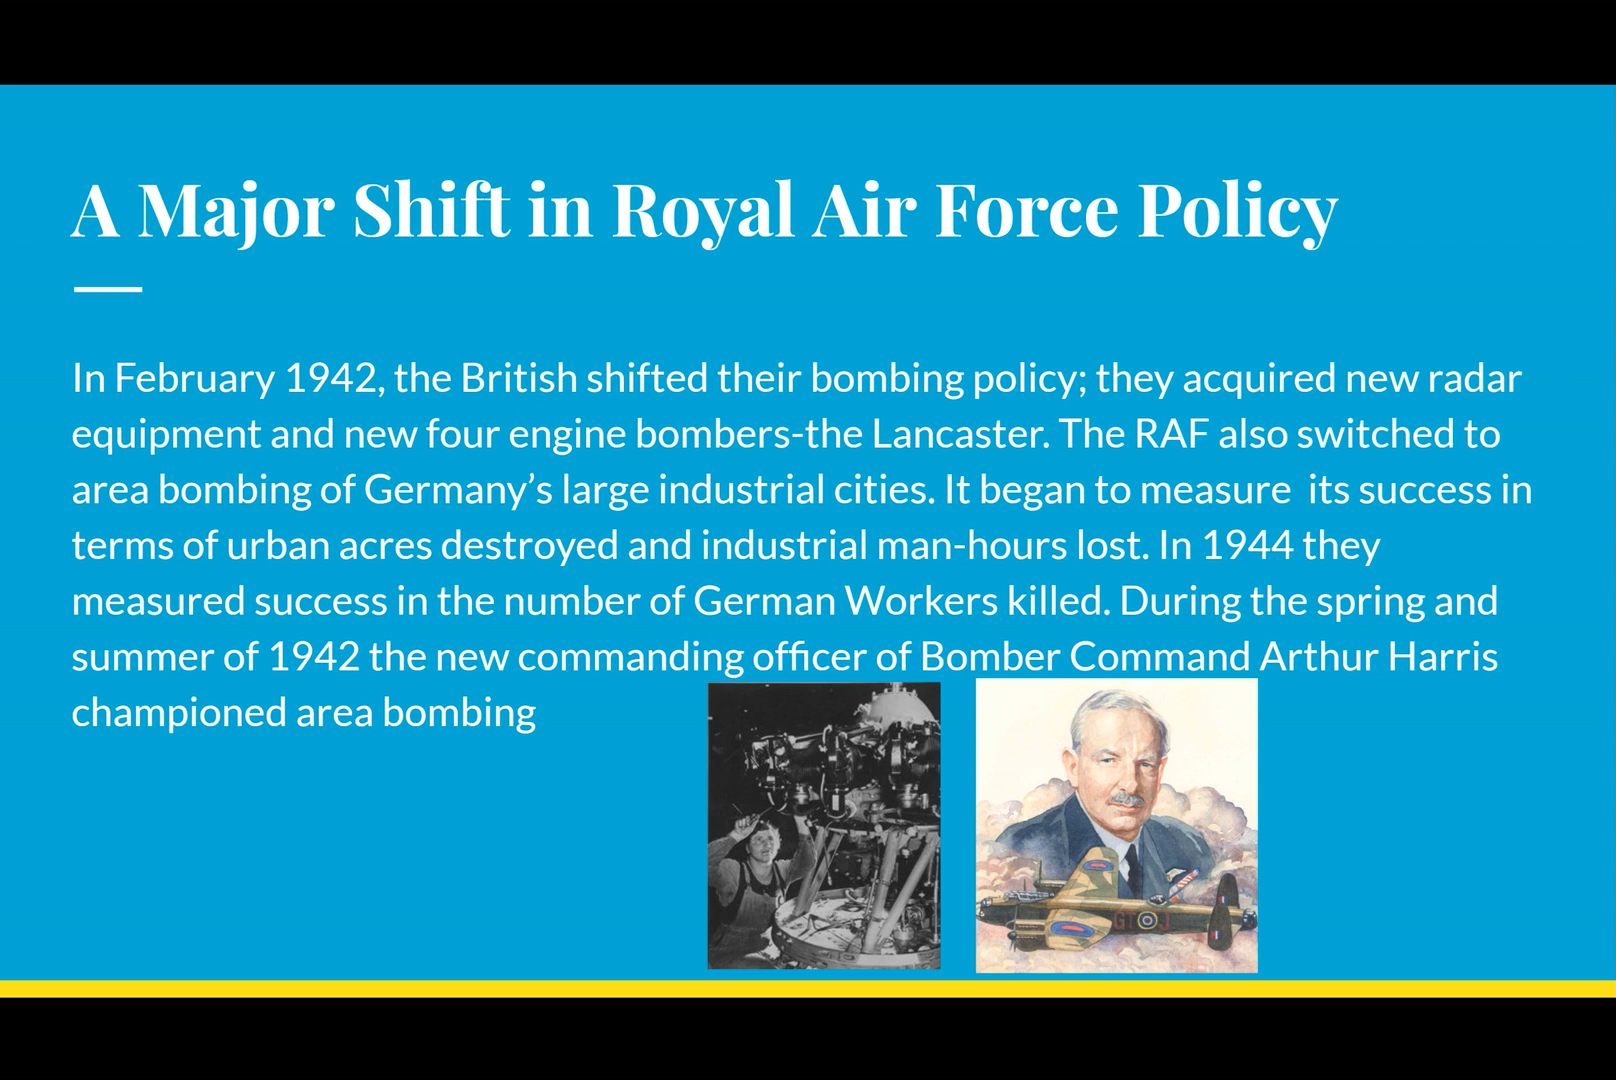 A Major Shift in Royal Air Force Policy
In February 1942, the British shifted their bombing policy; they acquired new radar
equipment and new four engine bombers-the Lancaster. The RAF also switched to
area bombing of Germany’s large industrial cities. It began to measure  its success in
terms of urban acres destroyed and industrial man-hours lost. In 1944 they
measured success in the number of German Workers killed. During the spring and
summer of 1942 the new commanding officer of Bomber Command Arthur Harris
championed area bombing
GT J